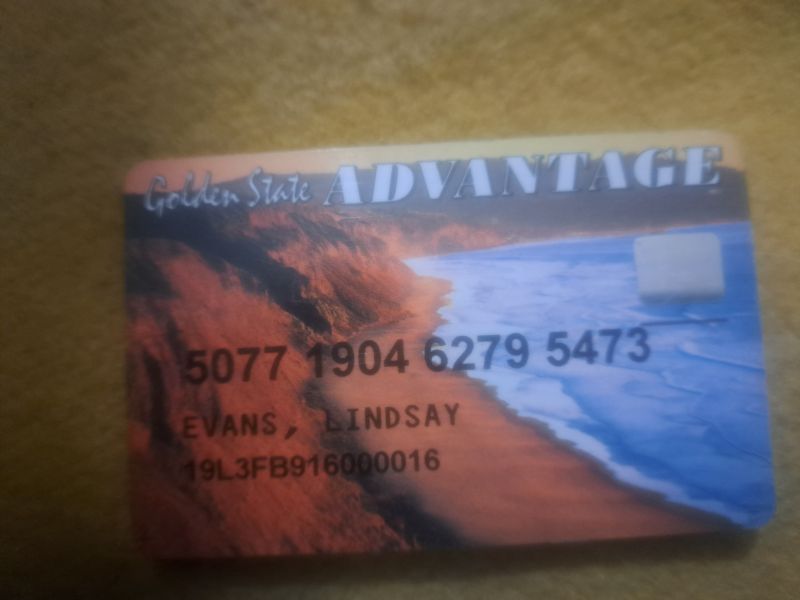 Golden State ADVANTAGE
5077 1904 6279 5473
EVANS, LINDSAY
19L3FB916000016